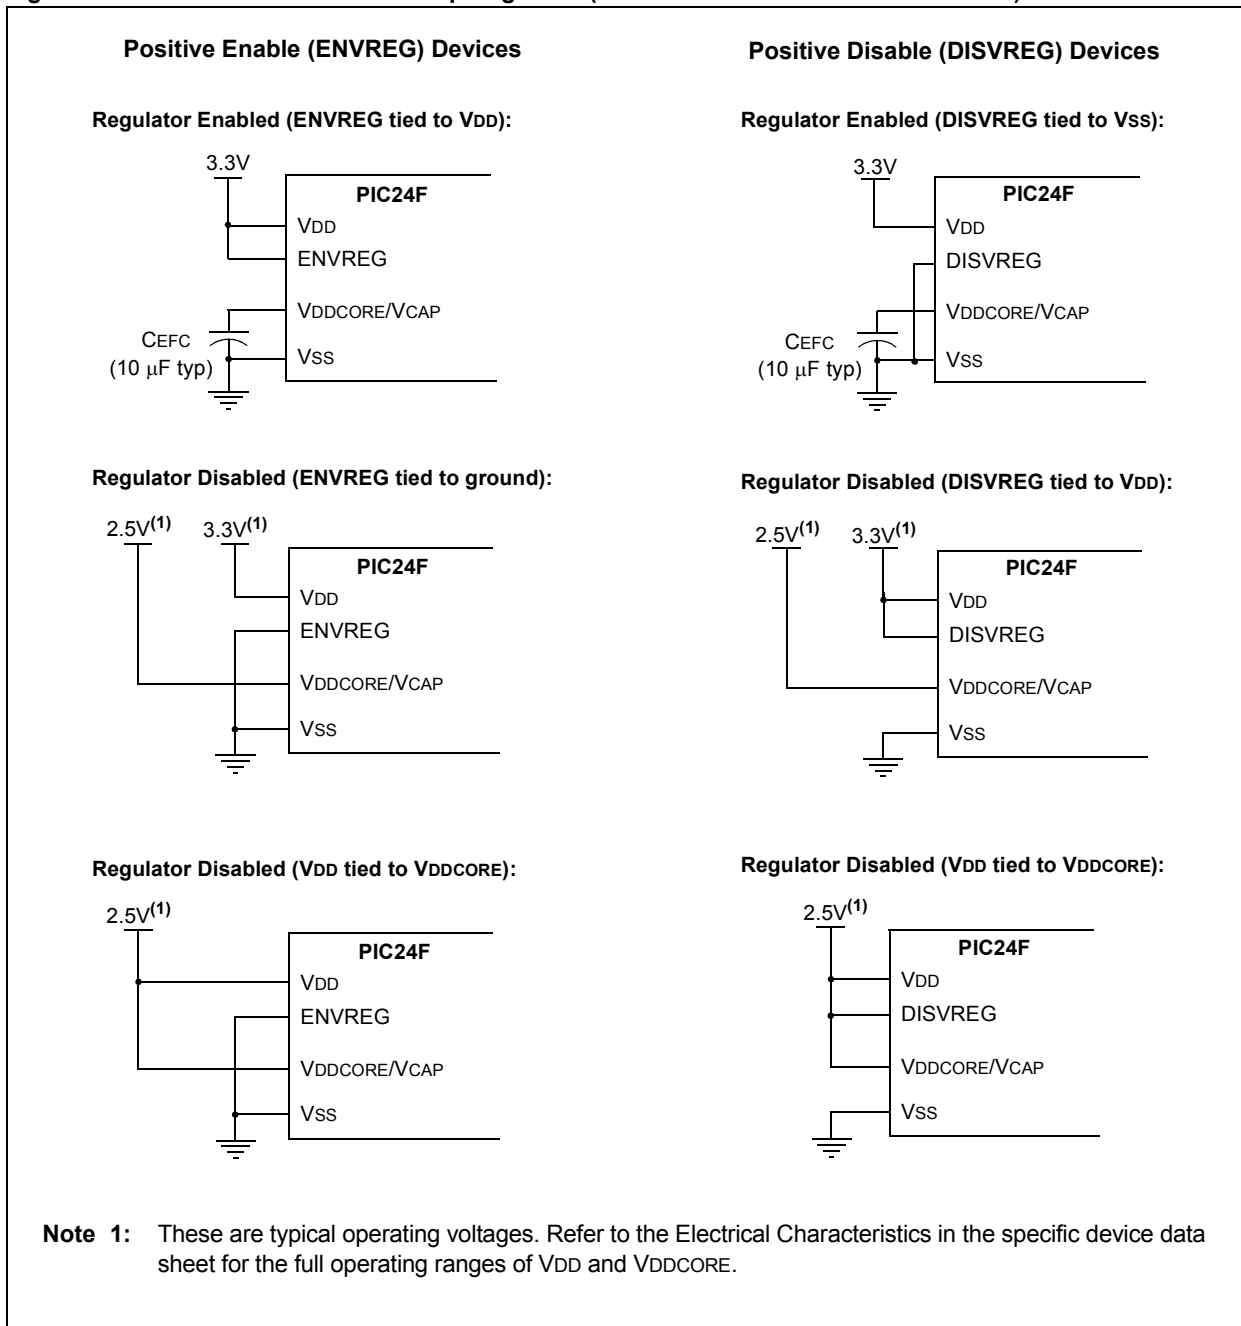 Positive Enable (ENVREG) Devices
Regulator Enabled (ENVREG tied to VDD):
3.3V
PIC24F
VDD
ENVREG
VDDCORE/VCAP
CEFC
(10 μF typ)
VSS
Regulator Disabled (ENVREG tied to ground):
2.5V(1) 3.3V(1)
PIC24F
VDD
ENVREG
VDDCORE/VCAP
VSS
Regulator Disabled (VDD tied to VDDCORE):
2.5V(1)
PIC24F
VDD
ENVREG
VDDCORE/VCAP
VSS
Positive Disable (DISVREG) Devices
Regulator Enabled (DISVREG tied to VSS):
3.3V
PIC24F
VDD
DISVREG
VDDCORE/VCAP
CEFC
(10 μF typ)
VSS
Regulator Disabled (DISVREG tied to VDD):
2.5V(1) 3.3V(1)
PIC24F
VDD
DISVREG
VDDCORE/VCAP
VSS
Regulator Disabled (VDD tied to VDDCORE):
2.5V(1)
PIC24F
VDD
DISVREG
VDDCORE/VCAP
VSS
Note 1: These are typical operating voltages. Refer to the Electrical Characteristics in the specific device data
sheet for the full operating ranges of VDD and VDDCORE.